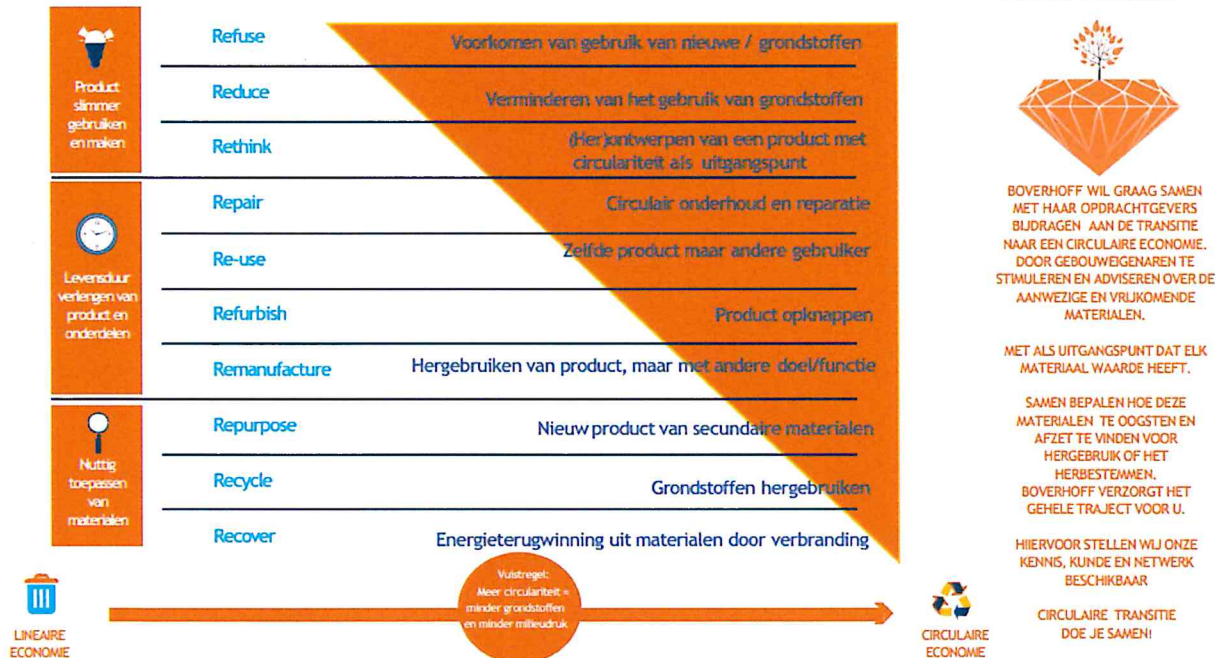 Product
slimmer
gebruiken
en maken
Refuse
Voorkomen van gebruik van nieuwe / grondstoffen
Reduce
Verminderen van het gebruik van grondstoffen
Rethink
(Her)ontwerpen van een product met
circulariteit als uitgangspunt
Levensduur
verlengen van
product en
onderdelen
Repair
Circulair onderhoud en reparatie
Re-use
Zelfde product maar andere gebruiker
Refurbish
Product opknappen
Remanufacture
Hergebruiken van product, maar met andere doel/functie
Nuttig
toepassen
van
materialen
Repurpose
Nieuw product van secundaire materialen
Recycle
Grondstoffen hergebruiken
Recover
Energieterugwinning uit materialen door verbranding
LINEAIRE
ECONOMIE
Vuistregel:
Meer circulariteit =
minder grondstoffen
en minder milieudruk
CIRCULAIRE
ECONOMIE
BOVERHOFF WIL GRAAG SAMEN
MET HAAR OPDRACHTGEVERS
BIJDRAGEN AAN DE TRANSITIE
NAAR EEN CIRCULAIRE ECONOMIE.
DOOR GEBOUWEIGENAREN TE
STIMULEREN EN ADVISEREN OVER DE
AANWEZIGE EN VRIJKOMENDE
MATERIALEN.
MET ALS UITGANGSPUNT DAT ELK
MATERIAAL WAARDE HEEFT.
SAMEN BEPALEN HOE DEZE
MATERIALEN TE OOGSTEN EN
AFZET TE VINDEN VOOR
HERGEBRUIK OF HET
HERBESTEMMEN.
BOVERHOFF VERZORGT HET
GEHELE TRAJECT VOOR U.
HIERVOOR STELLEN WIJ ONZE
KENNIS, KUNDE EN NETWERK
BESCHIKBAAR
CIRCULAIRE TRANSITIE
DOE JE SAMEN!